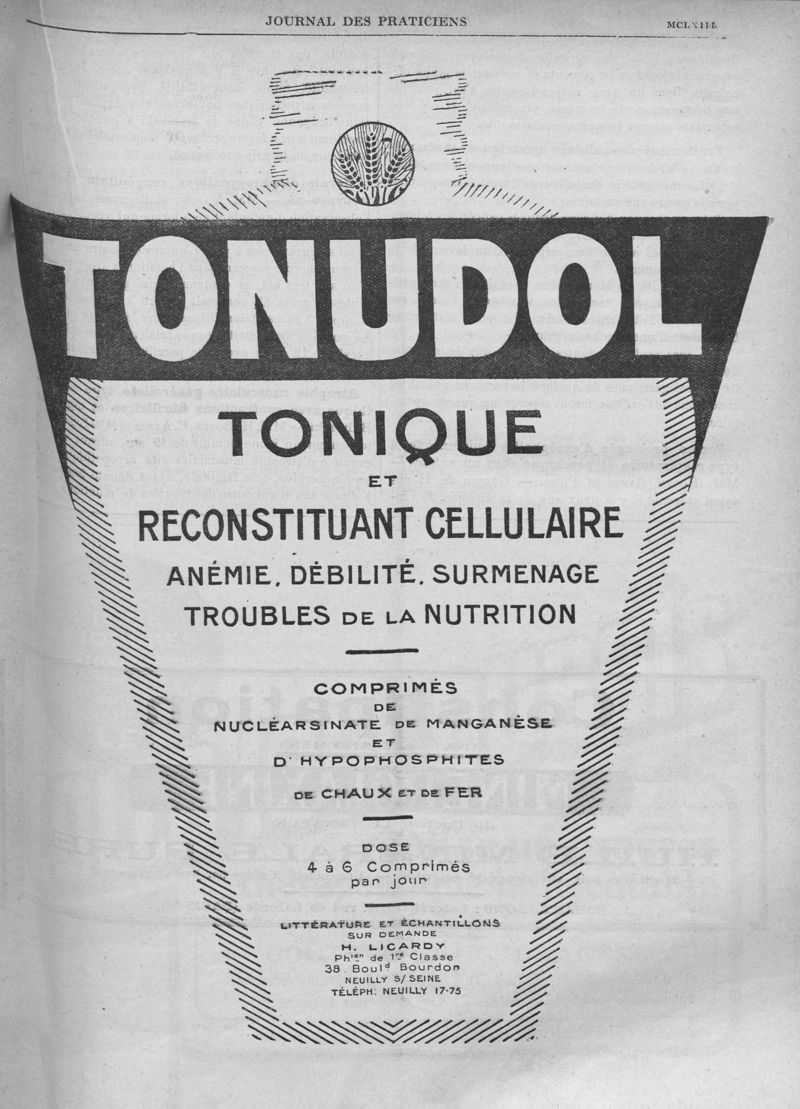 JOURNAL DES PRATICIENS
TONUDOL
TONIQUE
ET
RECONSTITUANT CELLULAIRE
ANÉMIE, DÉBILITÉ, SURMENAGE
TROUBLES DE LA NUTRITION
COMPRIMÉS
DE
NUCLÉARSINATE DE MANGANÈSE
ET
D'HYPOPHOSPHITES
DE CHAUX ET DE FER
DOSE
4 à 6 Comprimés
par jour
LITTÉRATURE ET ÉCHANTILLONS
SUR DEMANDE
H. LICARDY
Phien de 1re Classe
38. Bould Bourdon
NEUILLY S/SEINE
TÉLÉPH: NEUILLY 17-75